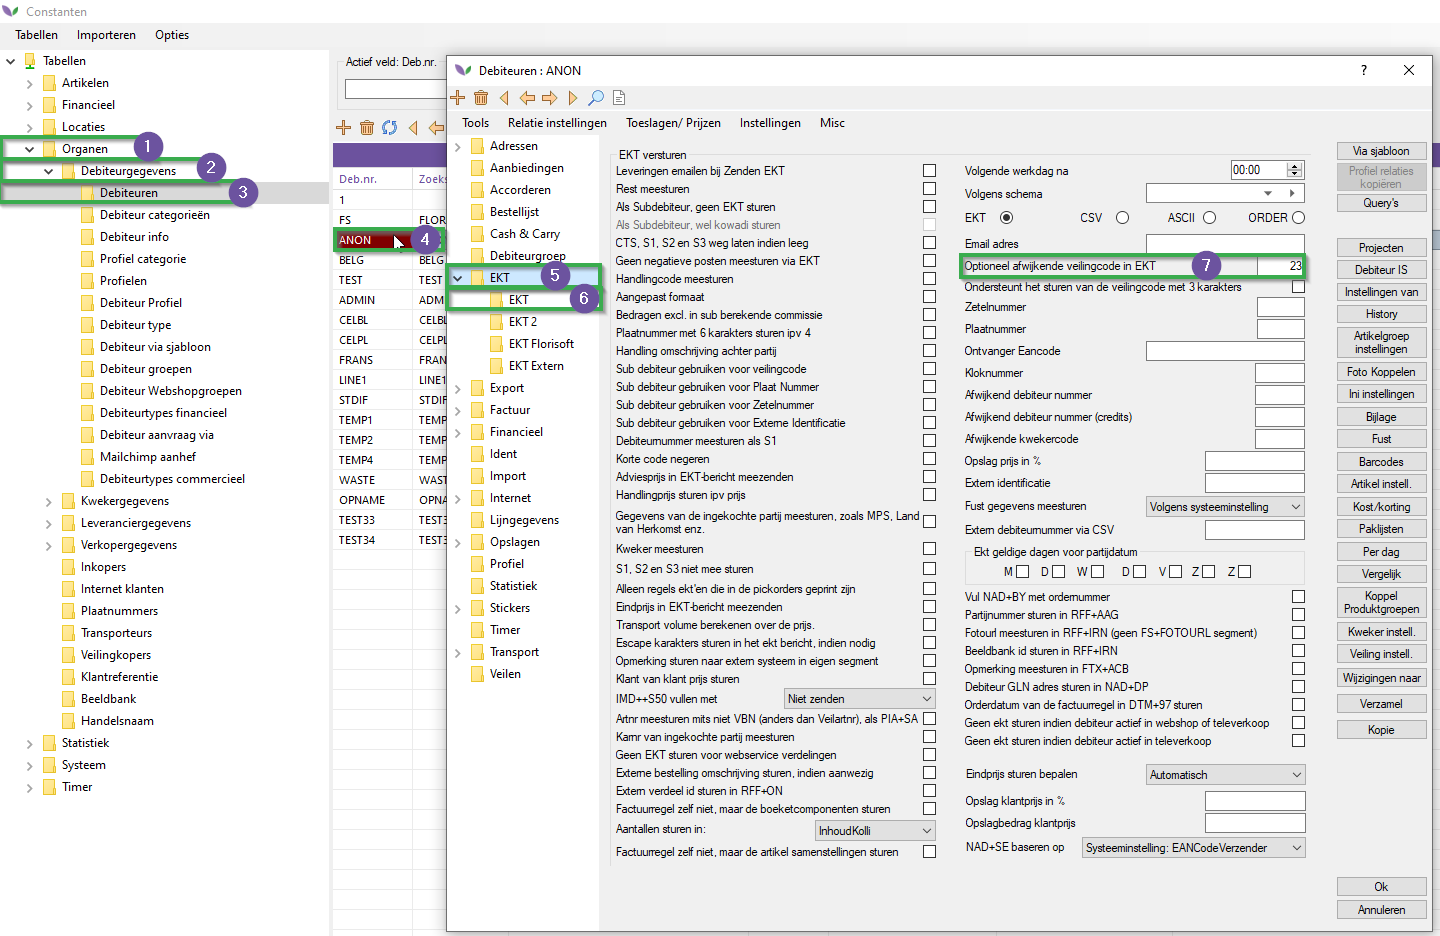 Constanten
Tabellen Importeren Opties
Tabellen
Artikelen
Financieel
Locaties
Organen 1
Debiteurgegevens 2
Debiteuren 3
Debiteur categorieën
Debiteur info
Profiel categorie
Profielen
Debiteur Profiel
Debiteur type
Debiteur via sjabloon
Debiteur groepen
Debiteur Webshopgroepen
Debiteurtypes financieel
Debiteur aanvraag via
Mailchimp aanhef
Debiteurtypes commercieel
Kwekergegevens
Leveranciergegevens
Verkopergegevens
Inkopers
Internet klanten
Plaatnummers
Transporteurs
Veilingkopers
Klantreferentie
Beeldbank
Handelsnaam
Statistiek
Systeem
Timer
Actief veld: Deb.nr.
Deb.nr. Zoeks
1
FS FLOR
ANON 4
BELG BELG
TEST TEST
ADMIN ADM
CELBL CELB
CELPL CELP
FRANS FRAN
LINE1 LINE
STDIF STDIF
TEMP1 TEMP
TEMP2 TEMP
TEMP4 TEMP
WASTE WAST
OPNAME OPNA
TEST33 TEST3
TEST34 TEST3
Debiteuren : ANON ?
Tools Relatie instellingen Toeslagen/ Prijzen Instellingen Misc
Adressen
Aanbiedingen
Accorderen
Bestellijst
Cash & Carry
Debiteurgroep
EKT 5
EKT 6
EKT 2
EKT Florisoft
EKT Extern
Export
Factuur
Financieel
Ident
Import
Internet
Lijngegevens
Opslagen
Profiel
Statistiek
Stickers
Timer
Transport
Veilen
EKT versturen
Leveringen emailen bij Zenden EKT
Rest meesturen
Als Subdebiteur, geen EKT sturen
Als Subdebiteur, wel kowadi sturen
CTS, S1, S2 en S3 weg laten indien leeg
Geen negatieve posten meesturen via EKT
Handlingcode meesturen
Aangepast formaat
Bedragen excl. in sub berekende commissie
Plaatnummer met 6 karakters sturen ipv 4
Handling omschrijving achter partij
Sub debiteur gebruiken voor veilingcode
Sub debiteur gebruiken voor Plaat Nummer
Sub debiteur gebruiken voor Zetelnummer
Sub debiteur gebruiken voor Externe Identificatie
Debiteurnummer meesturen als S1
Korte code negeren
Adviesprijs in EKT-bericht meezenden
Handlingprijs sturen ipv prijs
Gegevens van de ingekochte partij meesturen, zoals MPS, Land
van Herkomst enz.
Kweker meesturen
S1, S2 en S3 niet mee sturen
Alleen regels ekt'en die in de pickorders geprint zijn
Eindprijs in EKT-bericht meezenden
Transport volume berekenen over de prijs.
Escape karakters sturen in het ekt bericht, indien nodig
Opmerking sturen naar extern systeem in eigen segment
Klant van klant prijs sturen
IMD++S50 vullen met Niet zenden
Artnr meesturen mits niet VBN (anders dan Veilartnr), als PIA+SA
Karnr van ingekochte partij meesturen
Geen EKT sturen voor webservice verdelingen
Externe bestelling omschrijving sturen, indien aanwezig
Extern verdeel id sturen in RFF+ON
Factuurregel zelf niet, maar de boeketcomponenten sturen
Aantallen sturen in: InhoudKolli
Factuurregel zelf niet, maar de artikel samenstellingen sturen
Volgende werkdag na 00:00
Volgens schema
EKT CSV ASCII ORDER
Email adres
Optioneel afwijkende veilingcode in EKT 7 23
Ondersteunt het sturen van de veilingcode met 3 karakters
Zetelnummer
Plaatnummer
Ontvanger Eancode
Kloknummer
Afwijkend debiteur nummer
Afwijkend debiteur nummer (credits)
Afwijkende kwekercode
Opslag prijs in %
Extern identificatie
Fust gegevens meesturen Volgens systeeminstelling
Extern debiteurnummer via CSV
Ekt geldige dagen voor partijdatum
M D W D V Z Z
Vul NAD+BY met ordernummer
Partijnummer sturen in RFF+AAG
Fotourl meesturen in RFF+IRN (geen FS+FOTOURL segment)
Beeldbank id sturen in RFF+IRN
Opmerking meesturen in FTX+ACB
Debiteur GLN adres sturen in NAD+DP
Orderdatum van de factuurregel in DTM+97 sturen
Geen ekt sturen indien debiteur actief in webshop of televerkoop
Geen ekt sturen indien debiteur actief in televerkoop
Eindprijs sturen bepalen Automatisch
Opslag klantprijs in %
Opslagbedrag klantprijs
NAD+SE baseren op Systeeminstelling: EANCodeVerzender
Via sjabloon
Profiel relaties
kopiëren
Query's
Projecten
Debiteur IS
Instellingen van
History
Artikelgroep
instellingen
Foto Koppelen
Ini instellingen
Bijlage
Fust
Barcodes
Artikel instell.
Kost/korting
Paklijsten
Per dag
Vergelijk
Koppel
Produktgroepen
Kweker instell.
Veiling instell.
Wijzigingen naar
Verzamel
Kopie
Ok
Annuleren